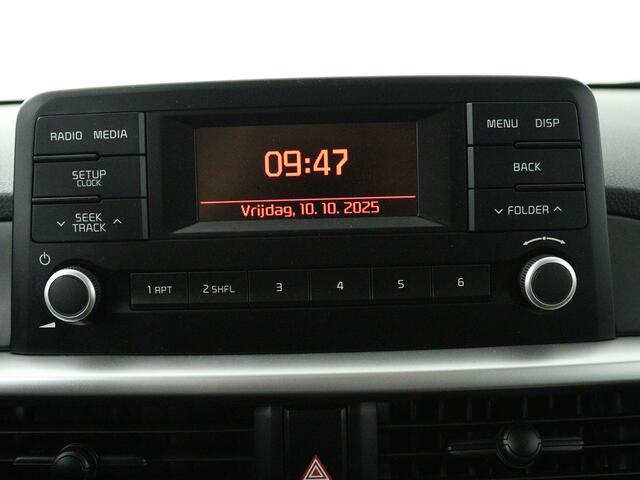 RADIO MEDIA
SETUP
CLOCK
SEEK
TRACK
09:47
Vrijdag, 10. 10. 2025
MENU DISP
BACK
FOLDER
1 RPT 2 SHFL 3 4 5 6